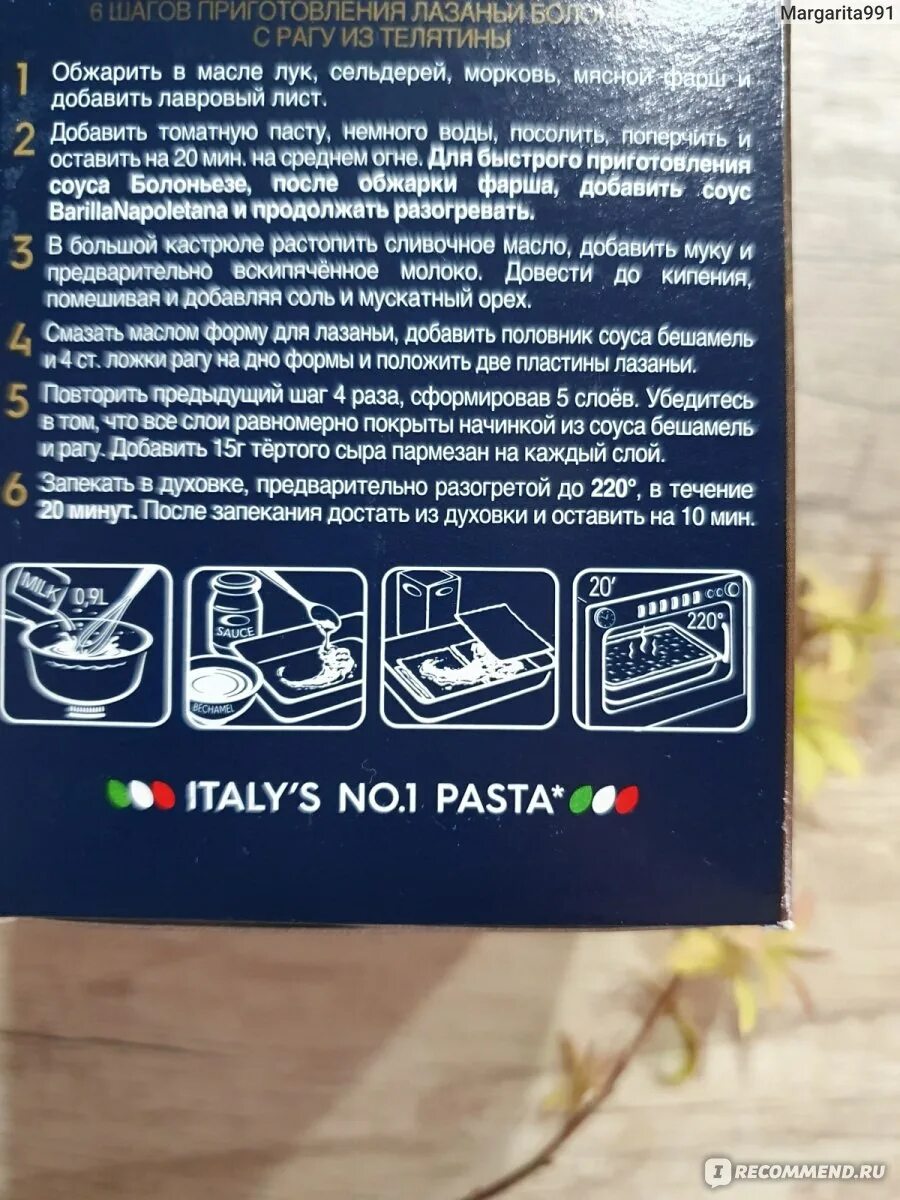 Margarita991
6 ШАГОВ ПРИГОТОВЛЕНИЯ ЛАЗАНЬИ
С РАГУ ИЗ ТЕЛЯТИНЫ
1 Обжарить в масле лук, сельдерей, морковь, мясной фарш и
добавить лавровый лист.
2 Добавить томатную пасту, немного воды, посолить, поперчить и
оставить на 20 мин. на среднем огне. Для быстрого приготовления
соуса Болоньезе, после обжарки фарша, добавить соус
BarillaNapoletana и продолжать разогревать.
3 В большой кастрюле растопить сливочное масло, добавить муку и
предварительно вскипячённое молоко. Довести до кипения,
помешивая и добавляя соль и мускатный орех.
4 Смазать маслом форму для лазаньи, добавить половник соуса бешамель
и 4 ст. ложки рагу на дно формы и положить две пластины лазаньи.
5 Повторить предыдущий шаг 4 раза, сформировав 5 слоёв. Убедитесь
в том, что все слои равномерно покрыты начинкой из соуса бешамель
и рагу. Добавить 15г тёртого сыра пармезан на каждый слой.
6 Запекать в духовке, предварительно разогретой до 220°, в течение
20 минут. После запекания достать из духовки и оставить на 10 мин.
MILK 0,9L
SAUCE
BECHAMEL
20'
220°
ITALY'S NO.1 PASTA*
IRECOMMEND.RU